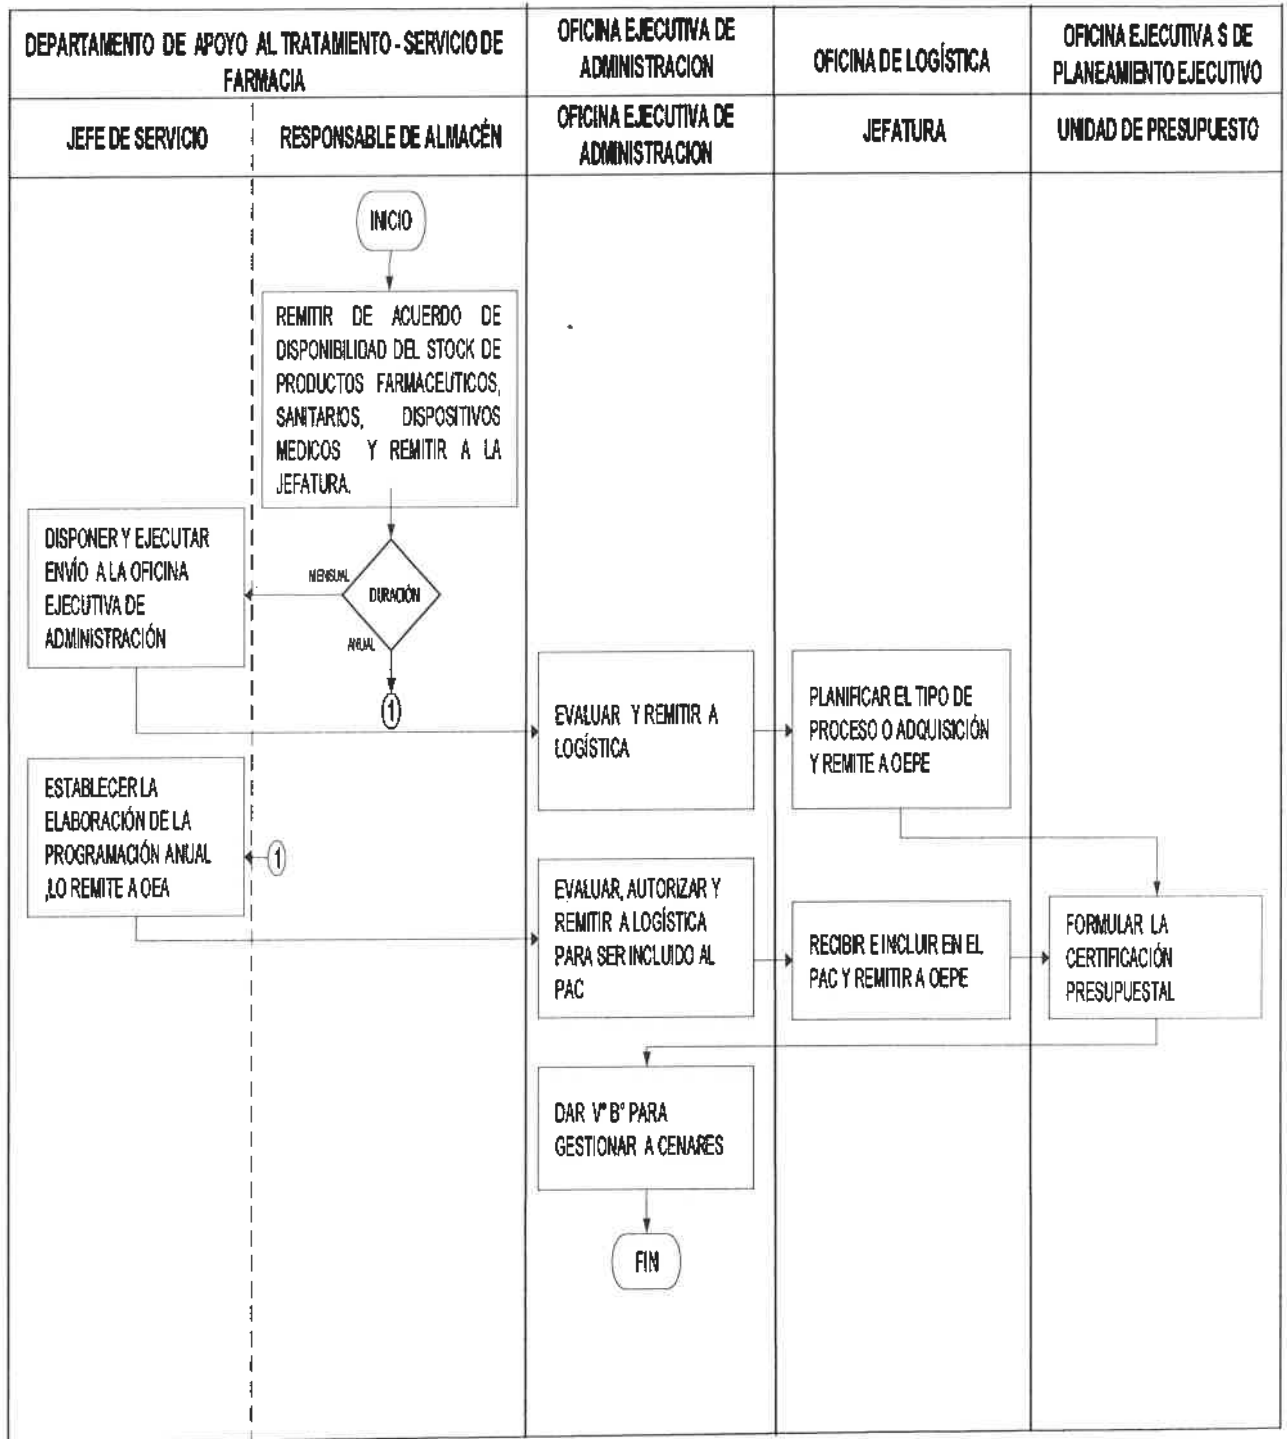 DEPARTAMENTO DE APOYO AL TRATAMIENTO - SERVICIO DE
FARMACIA
OFICINA EJECUTIVA DE
ADMINISTRACION
OFICINA DE LOGÍSTICA
OFICINA EJECUTIVA S DE
PLANEAMIENTO EJECUTIVO
JEFE DE SERVICIO
RESPONSABLE DE ALMACÉN
OFICINA EJECUTIVA DE
ADMINISTRACION
JEFATURA
UNIDAD DE PRESUPUESTO
INICIO
REMITIR DE ACUERDO DE
DISPONIBILIDAD DEL STOCK DE
PRODUCTOS FARMACEUTICOS,
SANITARIOS, DISPOSITIVOS
MEDICOS Y REMITIR A LA
JEFATURA.
DURACIÓN
MENSUAL
ANUAL
1
DISPONER Y EJECUTAR
ENVÍO A LA OFICINA
EJECUTIVA DE
ADMINISTRACIÓN
EVALUAR Y REMITIR A
LOGÍSTICA
PLANIFICAR EL TIPO DE
PROCESO O ADQUISICIÓN
Y REMITE A OEPE
ESTABLECER LA
ELABORACIÓN DE LA
PROGRAMACIÓN ANUAL
,LO REMITE A OEA
1
EVALUAR, AUTORIZAR Y
REMITIR A LOGÍSTICA
PARA SER INCLUIDO AL
PAC
RECIBIR E INCLUIR EN EL
PAC Y REMITIR A OEPE
FORMULAR LA
CERTIFICACIÓN
PRESUPUESTAL
DAR V° B° PARA
GESTIONAR A CENARES
FIN